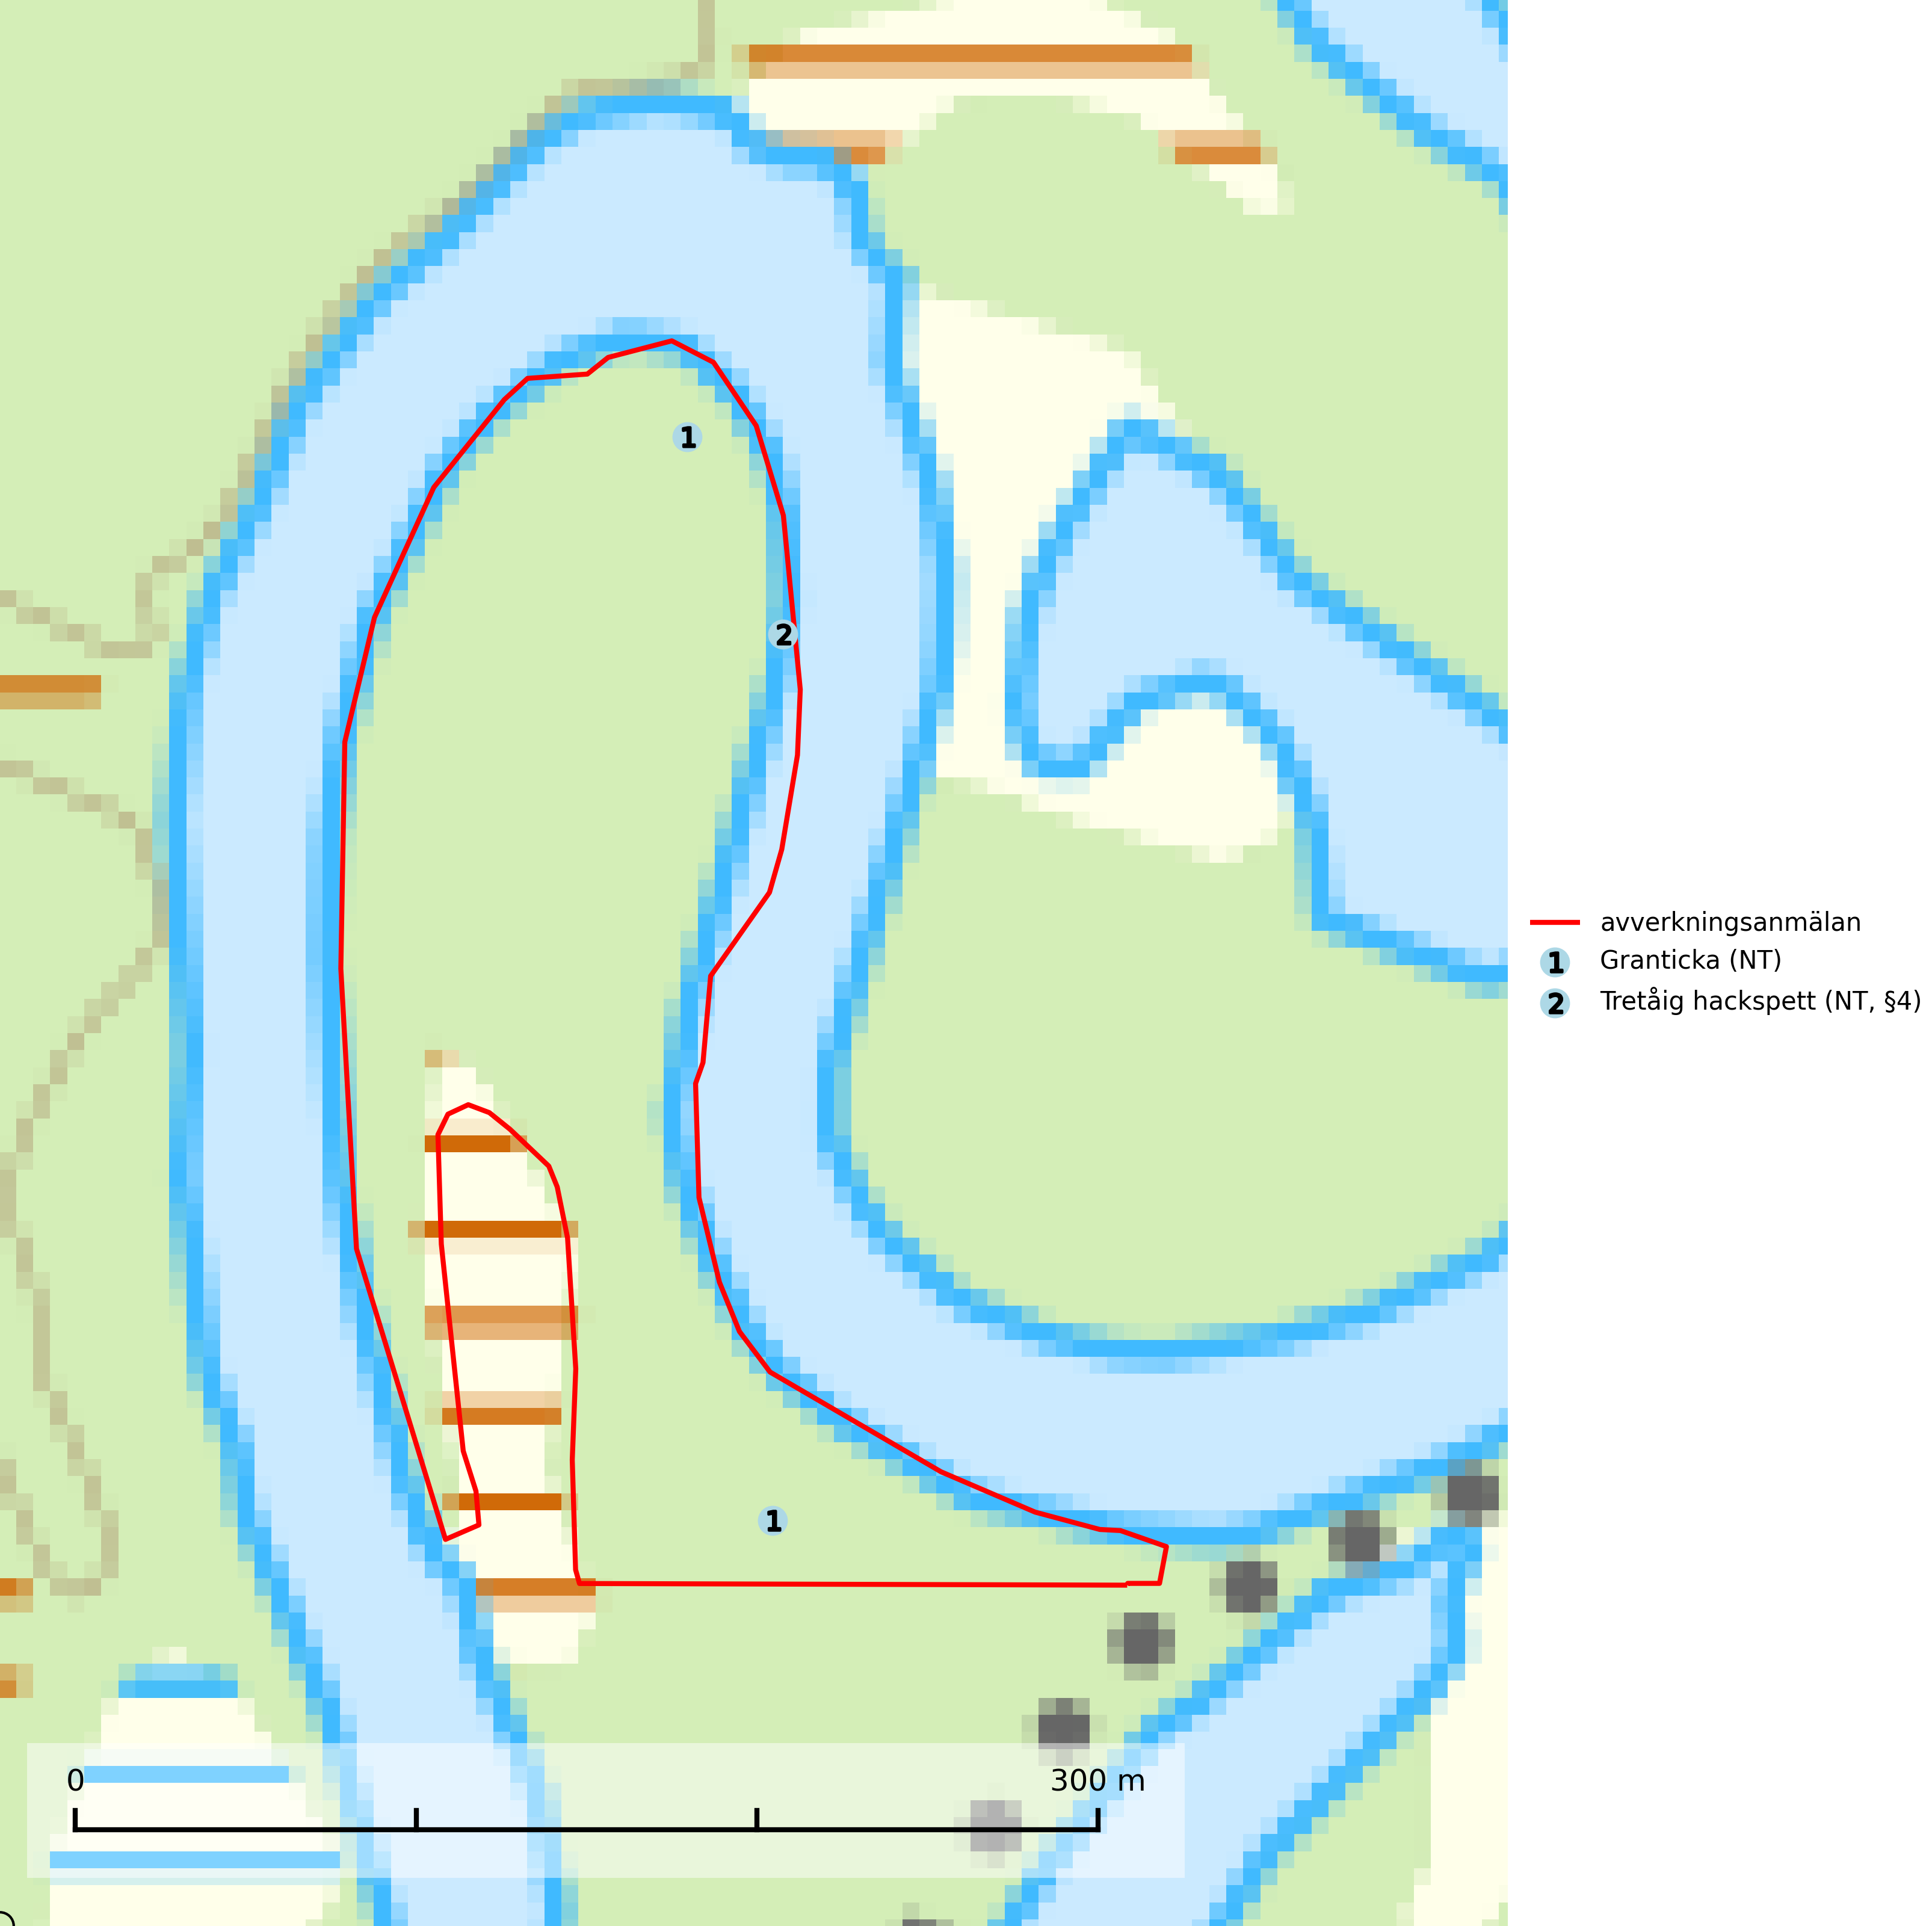 1
2
avverkningsanmälan
1 Granticka (NT)
2 Tretåig hackspett (NT, §4)
1
0 300 m